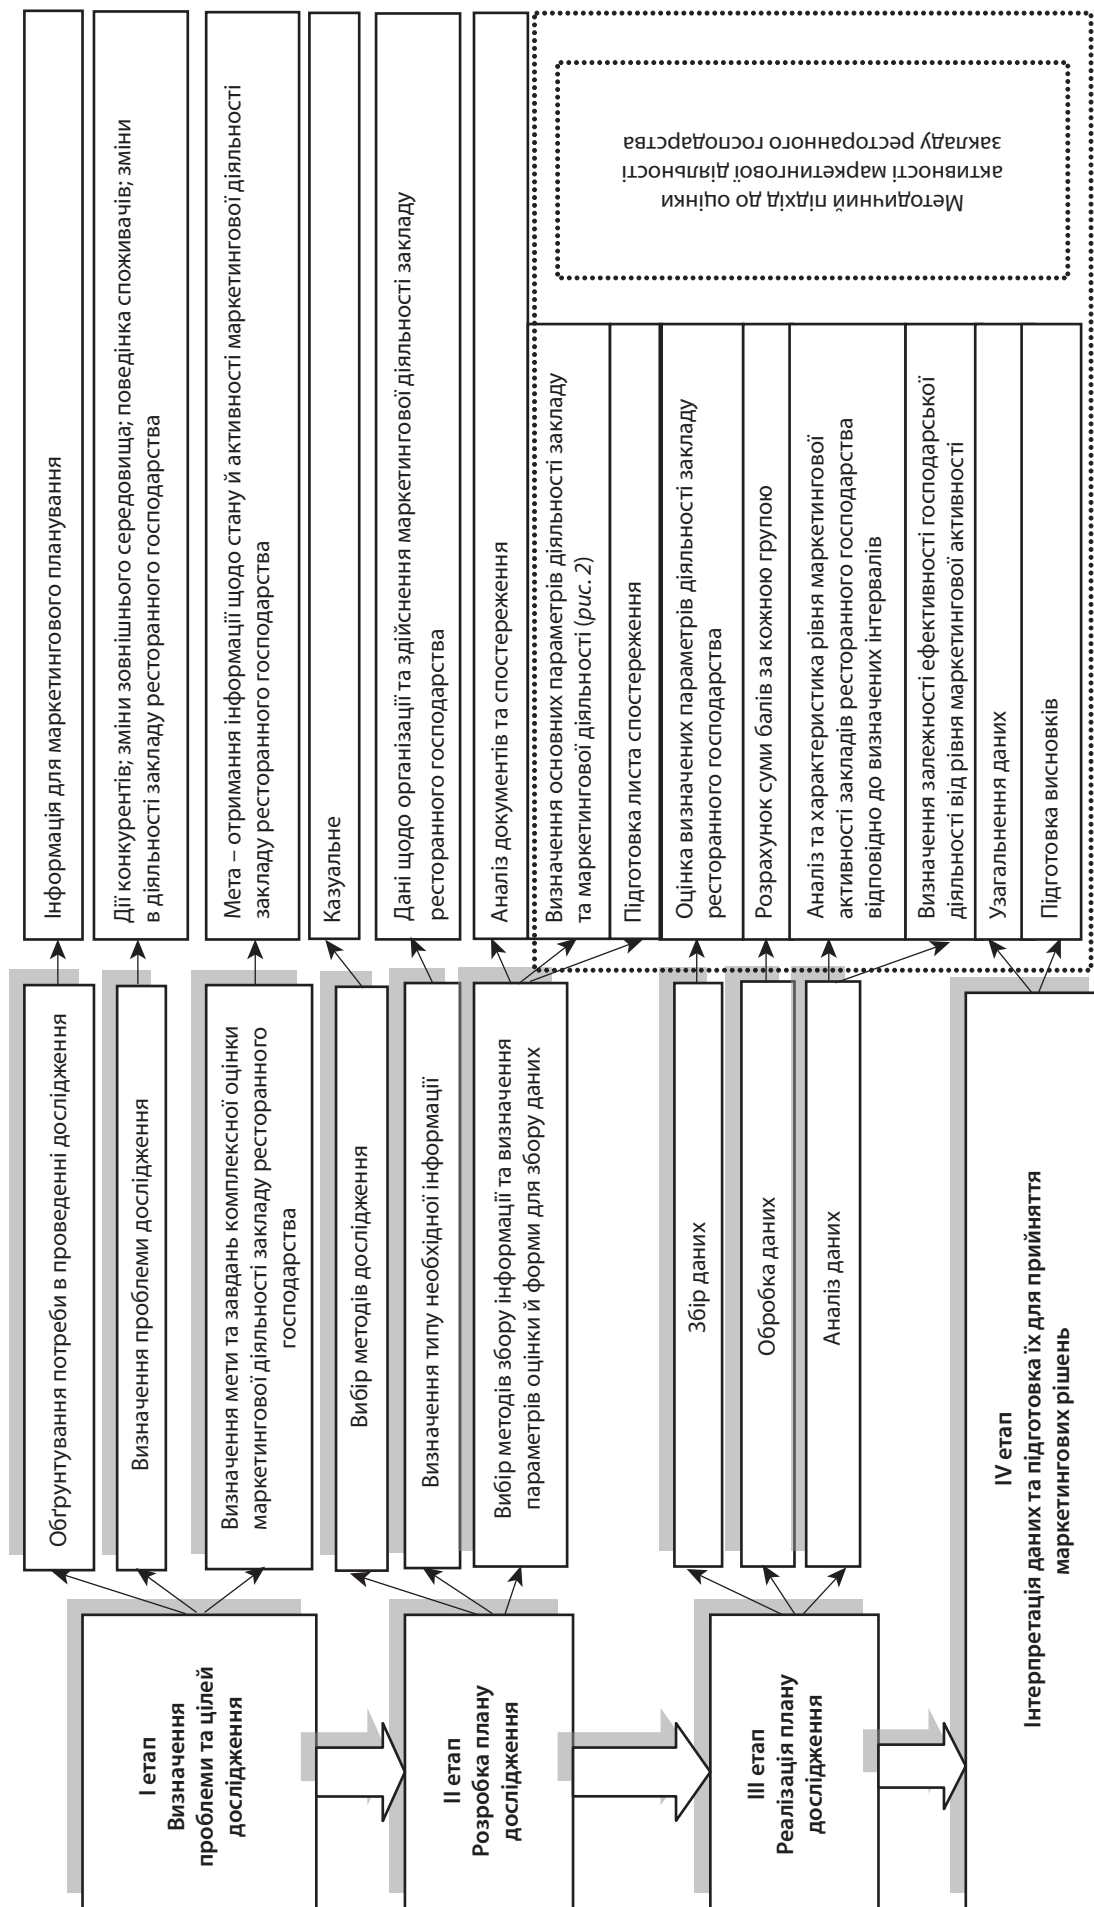 І етап
Визначення
проблеми та цілей
дослідження
Обґрунтування потреби в проведенні дослідження
Інформація для маркетингового планування
Визначення проблеми дослідження
Дії конкурентів; зміни зовнішнього середовища; поведінка споживачів; зміни
в діяльності закладу ресторанного господарства
Визначення мети та завдань комплексної оцінки
маркетингової діяльності закладу ресторанного
господарства
Мета – отримання інформації щодо стану й активності маркетингової діяльності
закладу ресторанного господарства
ІІ етап
Розробка плану
дослідження
Вибір методів дослідження
Казуальне
Визначення типу необхідної інформації
Дані щодо організації та здійснення маркетингової діяльності закладу
ресторанного господарства
Вибір методів збору інформації та визначення
параметрів оцінки й форми для збору даних
Аналіз документів та спостереження
Визначення основних параметрів діяльності закладу
та маркетингової діяльності (рис. 2)
Підготовка листа спостереження
ІІІ етап
Реалізація плану
дослідження
Збір даних
Оцінка визначених параметрів діяльності закладу
ресторанного господарства
Обробка даних
Розрахунок суми балів за кожною групою
Аналіз даних
Аналіз та характеристика рівня маркетингової
активності закладів ресторанного господарства
відповідно до визначених інтервалів
Визначення залежності ефективності господарської
діяльності від рівня маркетингової активності
IV етап
Інтерпретація даних та підготовка їх для прийняття
маркетингових рішень
Узагальнення даних
Підготовка висновків
Методичний підхід до оцінки
активності маркетингової діяльності
закладу ресторанного господарства